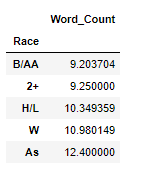 Word_Count
Race
B/AA 9.203704
2+ 9.250000
H/L 10.349359
W 10.980149
As 12.400000